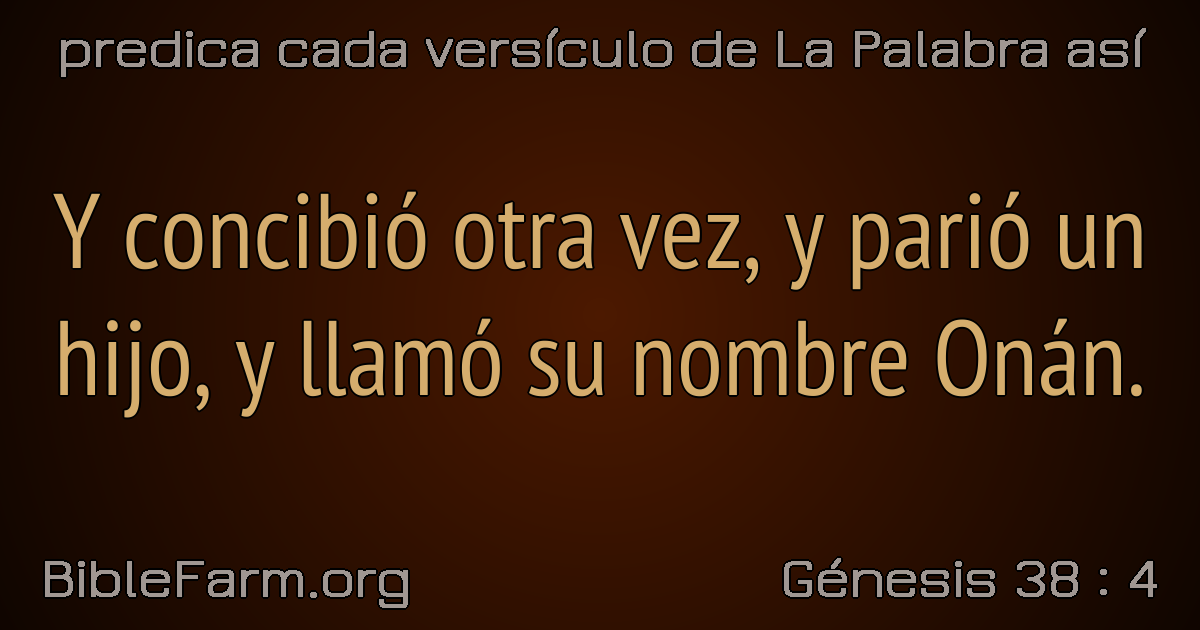 predica cada versículo de La Palabra así
Y concibió otra vez, y parió un
hijo, y llamó su nombre Onán.
BibleFarm.org
Génesis 38 : 4